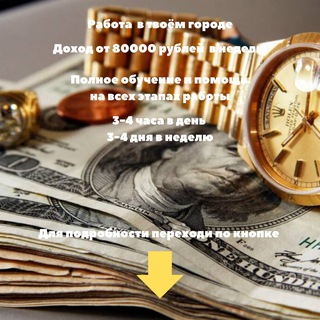 Работа в твоём городе
Доход от 80000 рублей в неделю
Полное обучение и помощь
на всех этапах работы
3-4 часа в день
3-4 дня в неделю
Для подробности переходи по кнопке